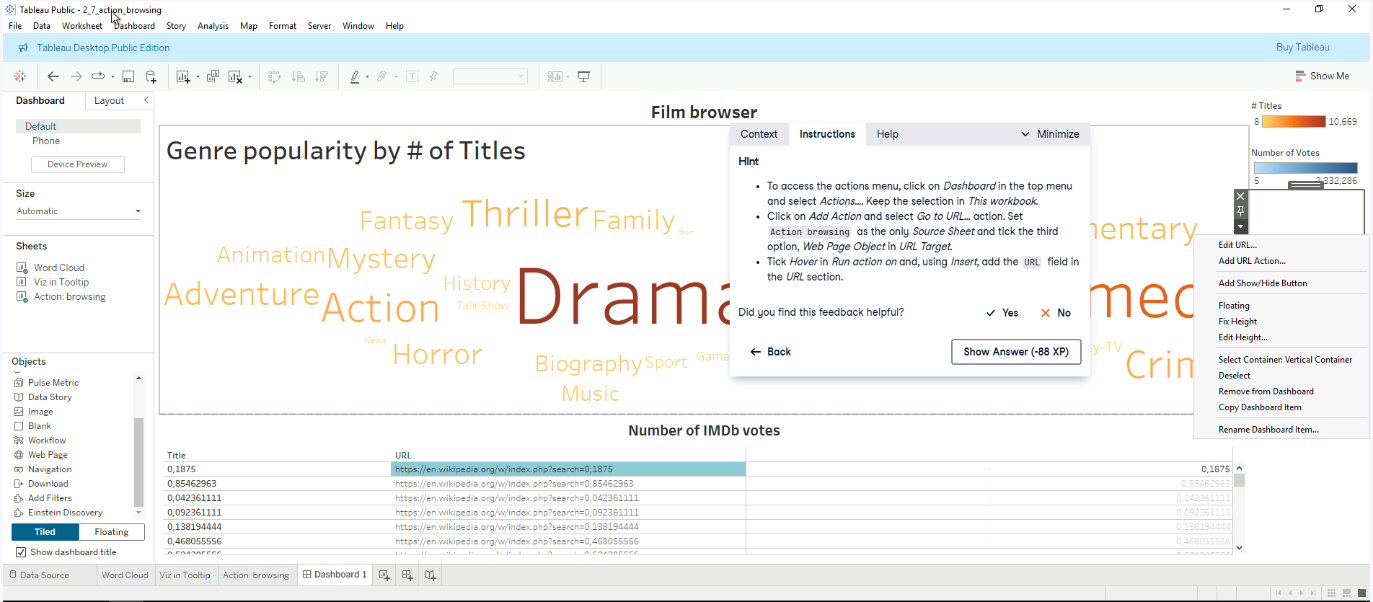 Tableau Public - 2_7_action_browsing
File Data Worksheet Dashboard Story Analysis Map Format Server Window Help
Tableau Desktop Public Edition
Buy Tableau
Show Me
Dashboard Layout
Default
Phone
Device Preview
Size
Automatic
Sheets
Word Cloud
Viz in Tooltip
Action: browsing
Objects
Pulse Metric
Data Story
Image
Blank
Workflow
Web Page
Navigation
Download
Add Filters
Einstein Discovery
Tiled Floating
Show dashboard title
Film browser
Genre popularity by # of Titles
Fantasy Thriller Family
Short
Animation Mystery
Adventure Action History
Talk-Show
Drama
News
Horror
Biography Sport Game
Music
mentary
med
y-TV
Crim
Context Instructions Help Minimize
Hint
• To access the actions menu, click on Dashboard in the top menu
and select Actions.... Keep the selection in This workbook.
• Click on Add Action and select Go to URL... action. Set
Action browsing as the only Source Sheet and tick the third
option, Web Page Object in URL Target.
• Tick Hover in Run action on and, using Insert, add the URL field in
the URL section.
Did you find this feedback helpful? Yes No
Back
Show Answer (-88 XP)
# Titles
8 10,669
Number of Votes
5 2,332,286
Edit URL...
Add URL Action...
Add Show/Hide Button
Floating
Fix Height
Edit Height...
Select Container: Vertical Container
Deselect
Remove from Dashboard
Copy Dashboard Item
Rename Dashboard Item...
Number of IMDb votes
Title URL
0,1875 https://en.wikipedia.org/w/index.php?search=0,1875 0,1875
0,85462963 https://en.wikipedia.org/w/index.php?search=0,85462963 0,85462963
0,042361111 https://en.wikipedia.org/w/index.php?search=0,042361111 0,042361111
0,092361111 https://en.wikipedia.org/w/index.php?search=0,092361111 0,092361111
0,138194444 https://en.wikipedia.org/w/index.php?search=0,138194444 0,138194444
0,468055556 https://en.wikipedia.org/w/index.php?search=0,468055556 0,468055556
Data Source Word Cloud Viz in Tooltip Action: browsing Dashboard 1